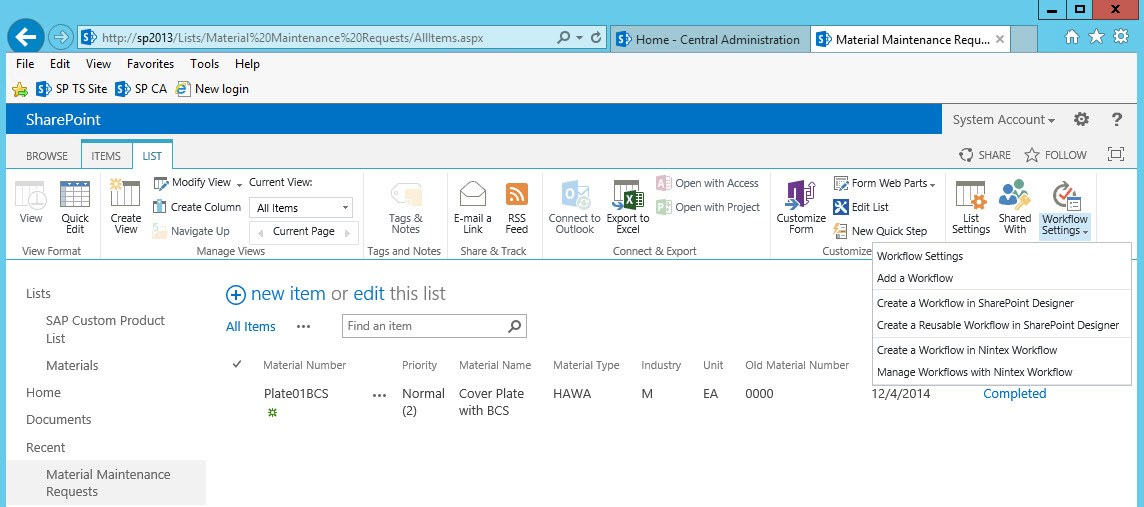 http://sp2013/Lists/Material%20Maintenance%20Requests/AllItems.aspx
Home - Central Administration
Material Maintenance Requ...
File Edit View Favorites Tools Help
SP TS Site SP CA New login
SharePoint
System Account
?
BROWSE ITEMS LIST
SHARE FOLLOW
View
Quick
Edit
View Format
Create
View
Modify View
Create Column
Navigate Up
Current View:
All Items
Current Page
Manage Views
Tags &
Notes
Tags and Notes
E-mail a
Link
RSS
Feed
Share & Track
Connect to
Outlook
Export to
Excel
Open with Access
Open with Project
Connect & Export
Customize
Form
Form Web Parts
Edit List
New Quick Step
Customize
List
Settings
Shared
With
Workflow
Settings
Workflow Settings
Add a Workflow
Create a Workflow in SharePoint Designer
Create a Reusable Workflow in SharePoint Designer
Create a Workflow in Nintex Workflow
Manage Workflows with Nintex Workflow
Lists
SAP Custom Product
List
Materials
Home
Documents
Recent
Material Maintenance
Requests
new item or edit this list
All Items ...
Find an item
Material Number Priority Material Name Material Type Industry Unit Old Material Number
Plate01BCS ... Normal Cover Plate HAWA M EA 0000 12/4/2014 Completed
(2) with BCS